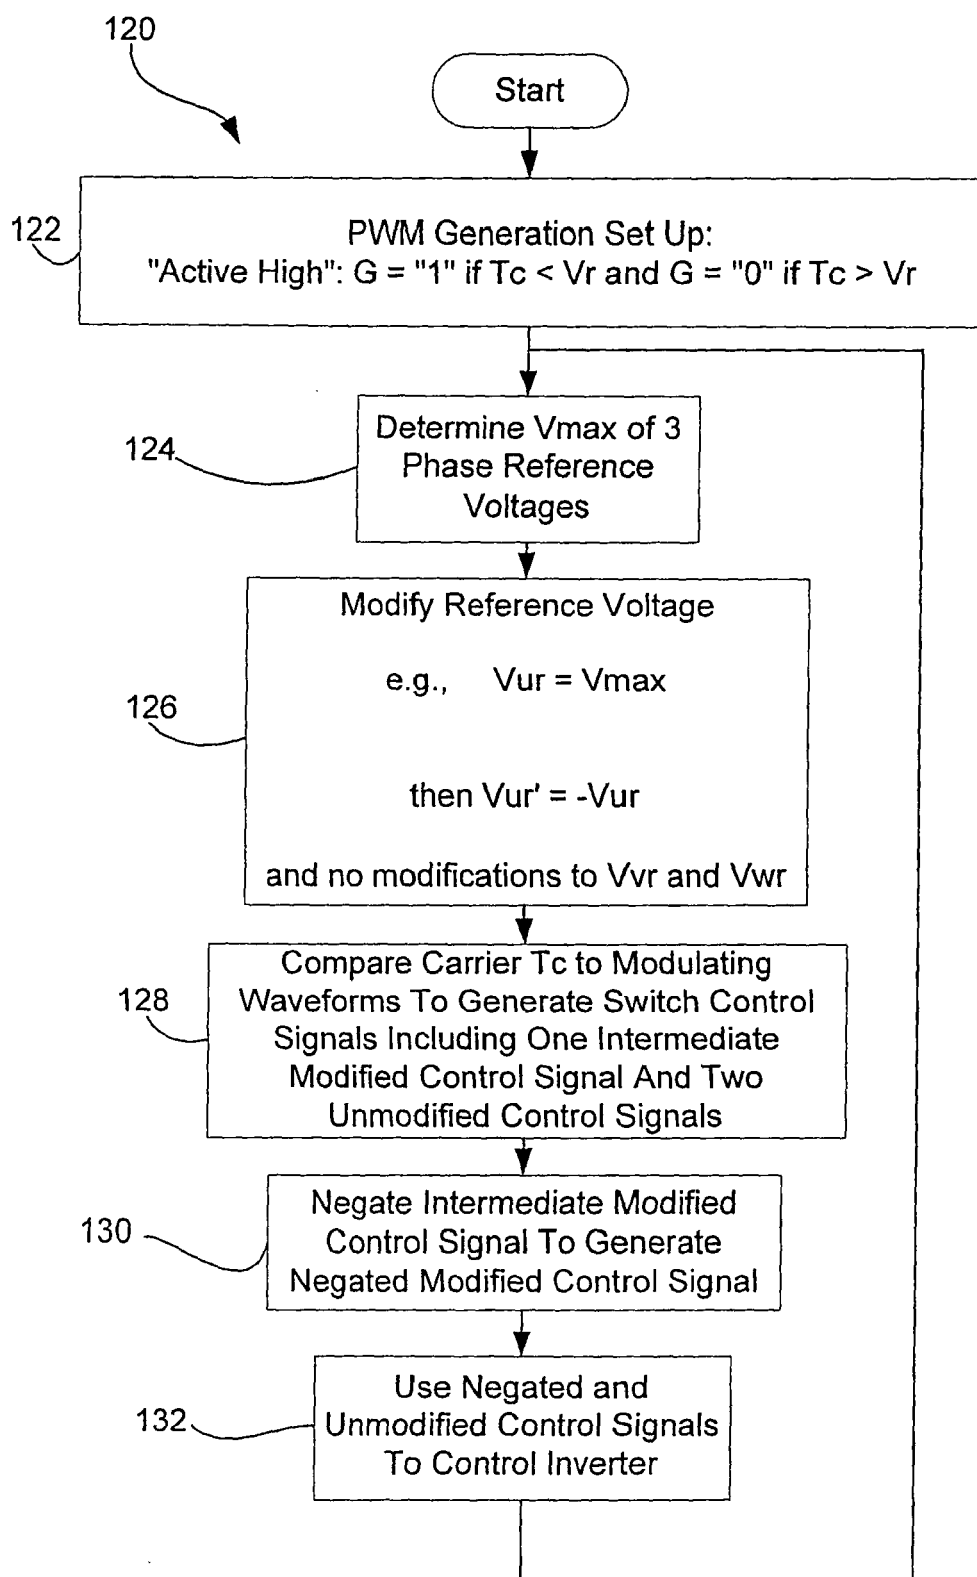 120
Start
122
PWM Generation Set Up:
"Active High": G = "1" if Tc < Vr and G = "0" if Tc > Vr
124
Determine Vmax of 3
Phase Reference
Voltages
126
Modify Reference Voltage
e.g., Vur = Vmax
then Vur' = -Vur
and no modifications to Vvr and Vwr
128
Compare Carrier Tc to Modulating
Waveforms To Generate Switch Control
Signals Including One Intermediate
Modified Control Signal And Two
Unmodified Control Signals
130
Negate Intermediate Modified
Control Signal To Generate
Negated Modified Control Signal
132
Use Negated and
Unmodified Control Signals
To Control Inverter